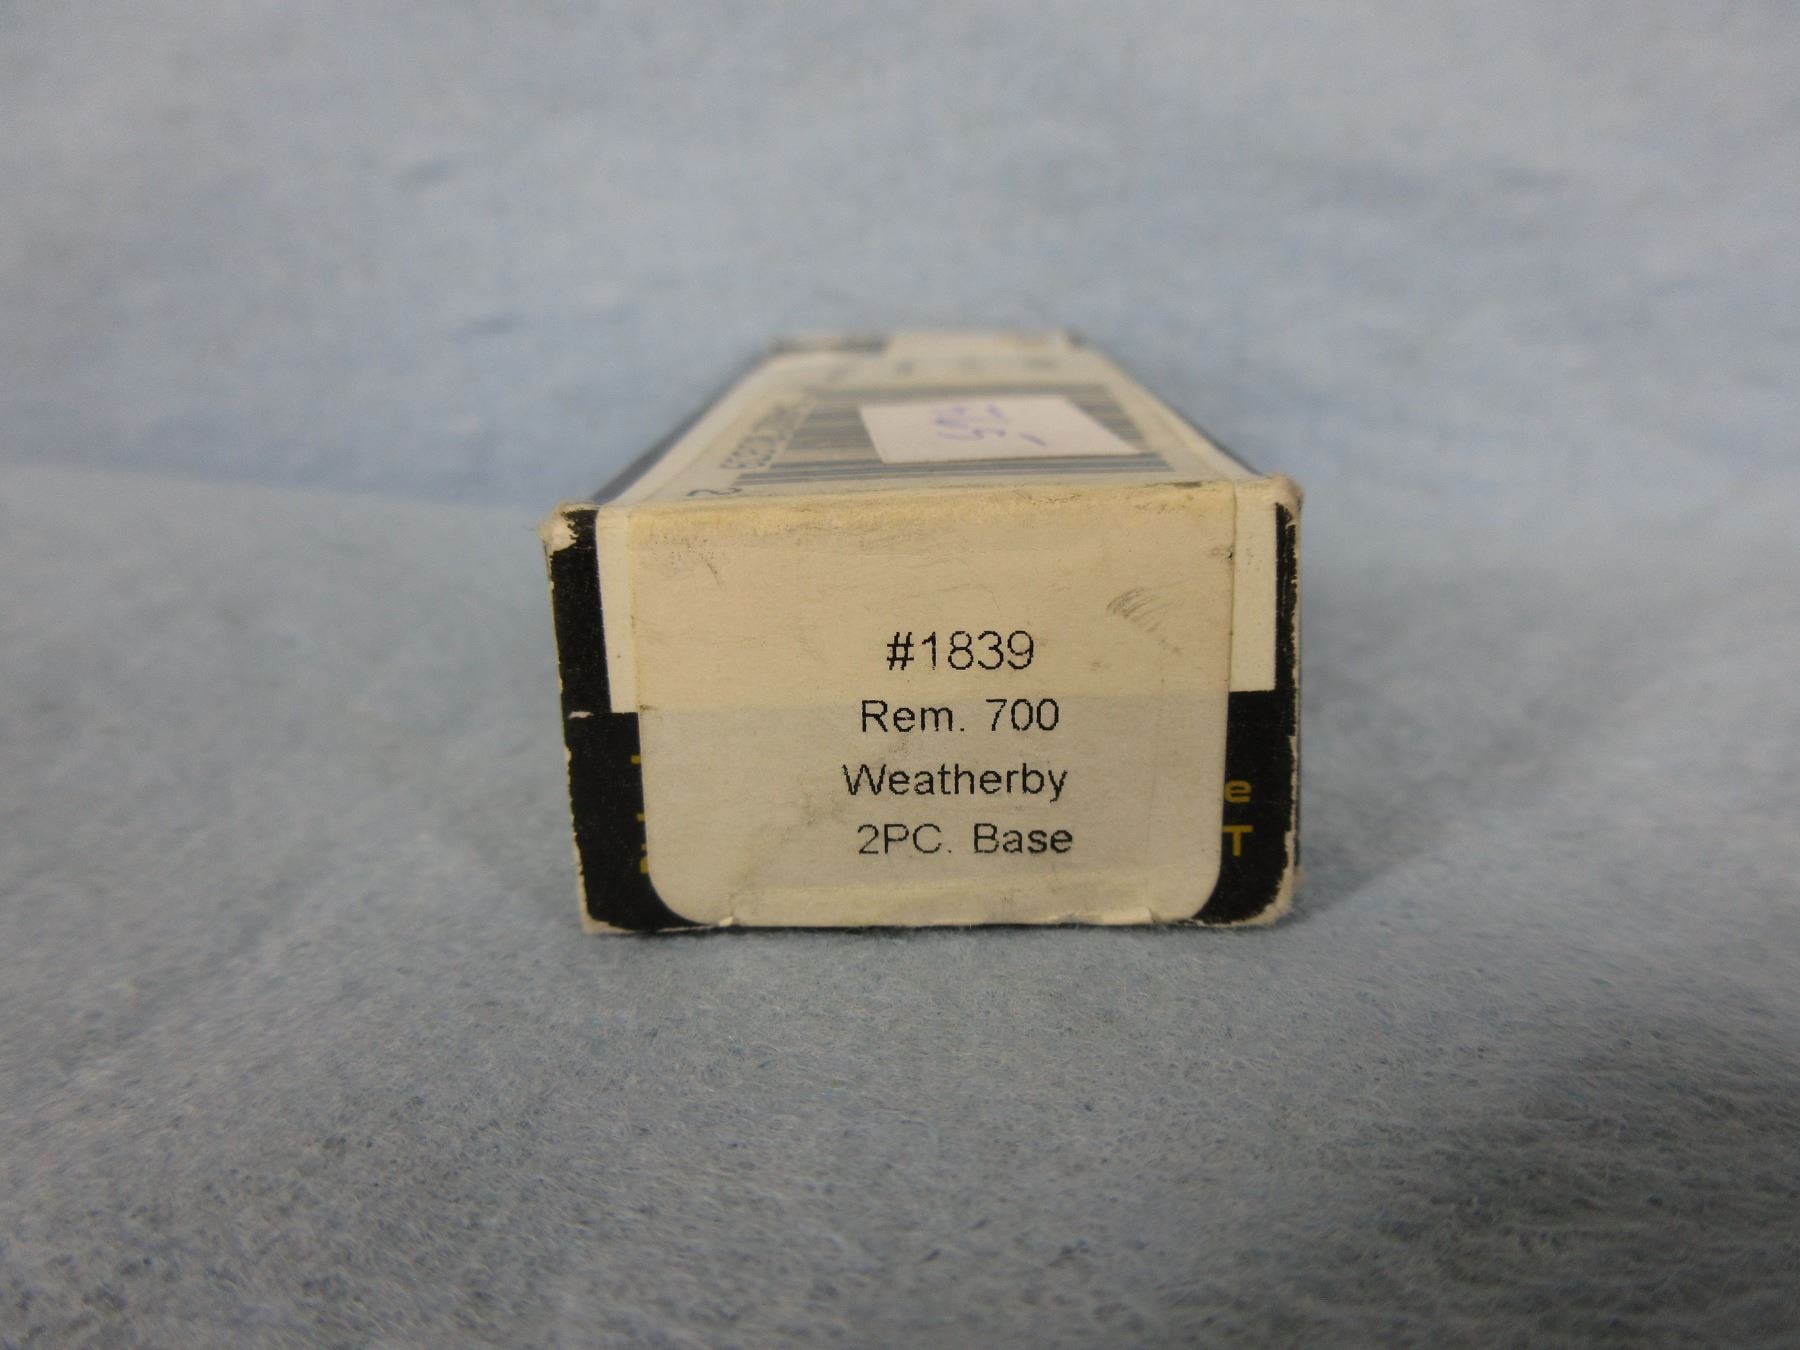 #1839
Rem. 700
Weatherby
2PC. Base
e
T